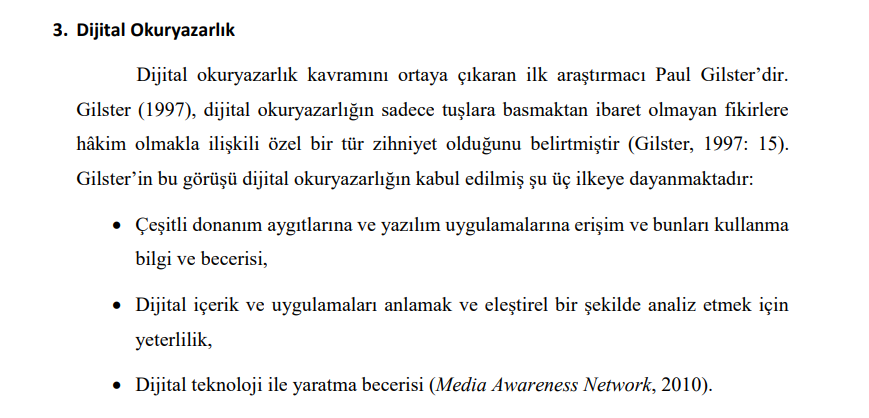 3. Dijital Okuryazarlık
Dijital okuryazarlık kavramını ortaya çıkaran ilk araştırmacı Paul Gilster’dir.
Gilster (1997), dijital okuryazarlığın sadece tuşlara basmaktan ibaret olmayan fikirlere
hâkim olmakla ilişkili özel bir tür zihniyet olduğunu belirtmiştir (Gilster, 1997: 15).
Gilster’in bu görüşü dijital okuryazarlığın kabul edilmiş şu üç ilkeye dayanmaktadır:
• Çeşitli donanım aygıtlarına ve yazılım uygulamalarına erişim ve bunları kullanma
bilgi ve becerisi,
• Dijital içerik ve uygulamaları anlamak ve eleştirel bir şekilde analiz etmek için
yeterlilik,
• Dijital teknoloji ile yaratma becerisi (Media Awareness Network, 2010).